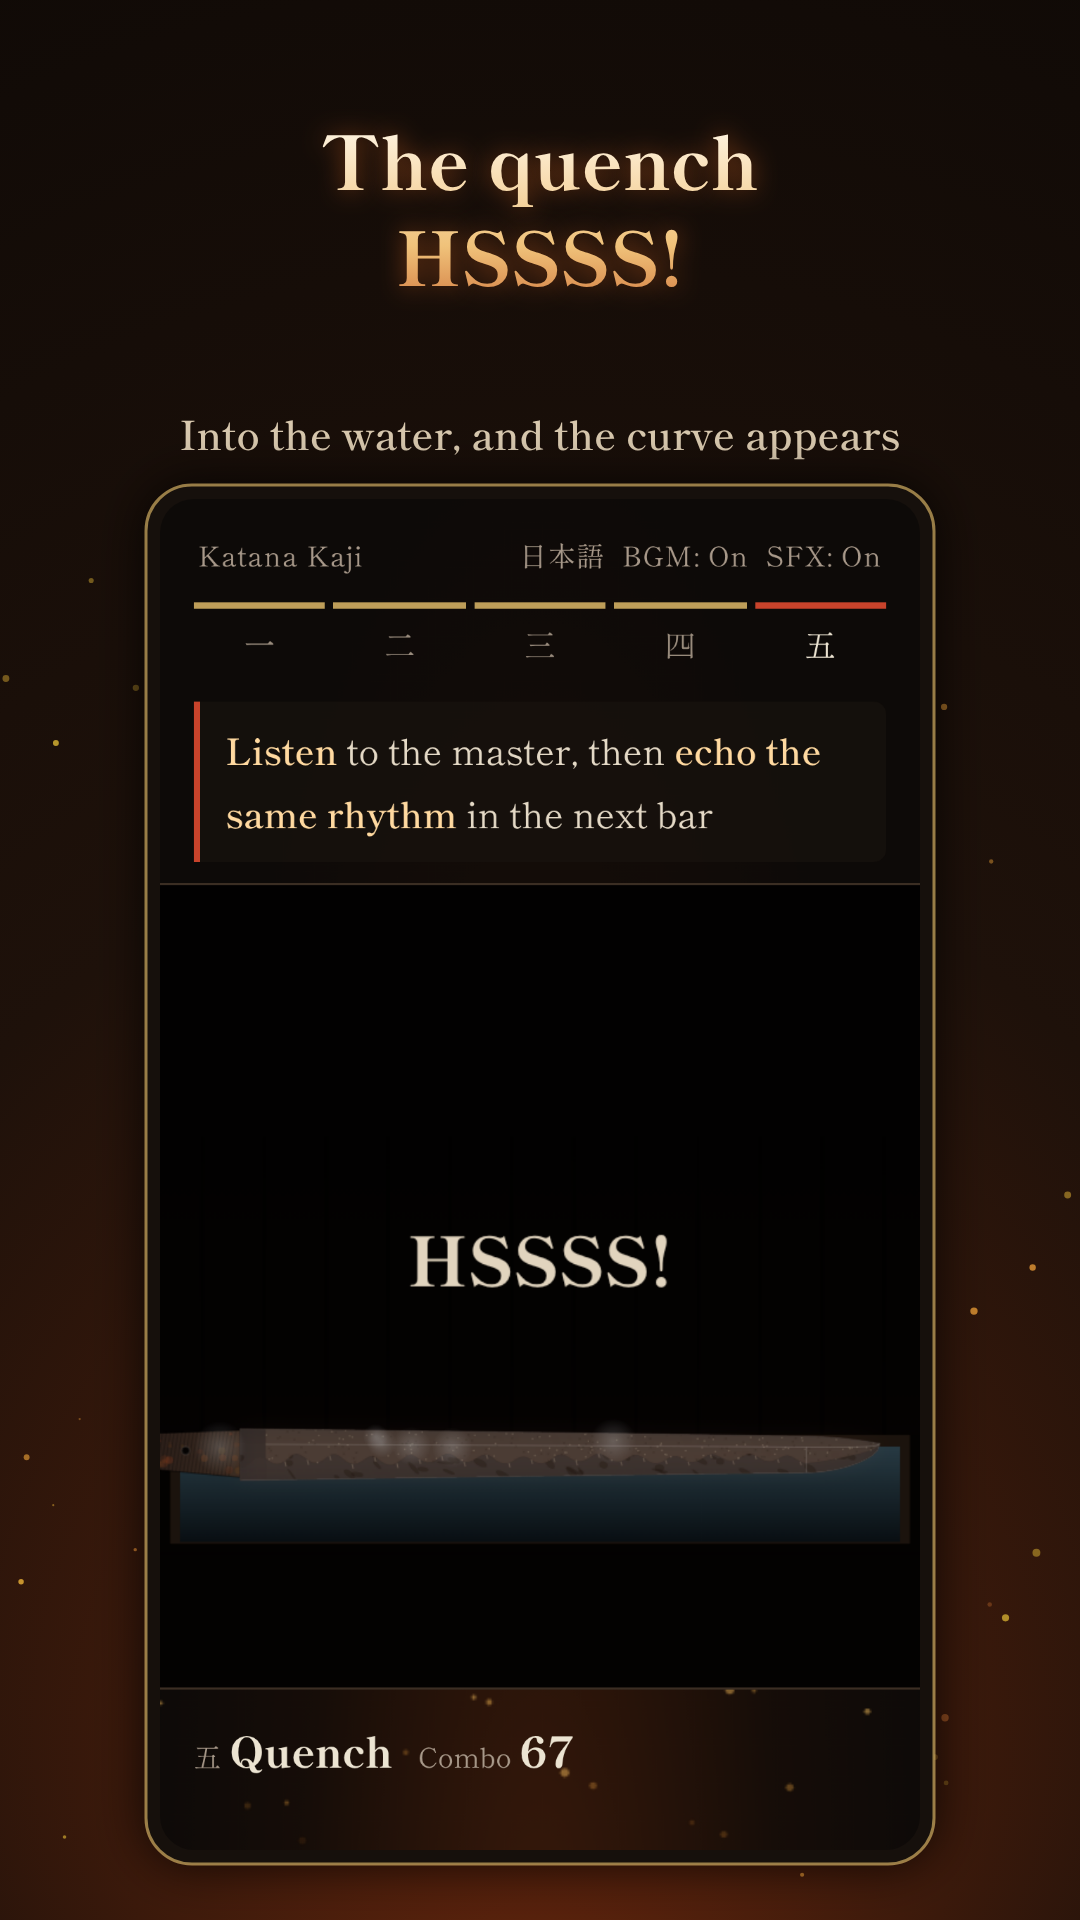 The quench
HSSSS!
Into the water, and the curve appears
Katana Kaji 日本語 BGM: On SFX: On
一 二 三 四 五
Listen to the master, then echo the
same rhythm in the next bar
HSSSS!
五 Quench Combo 67